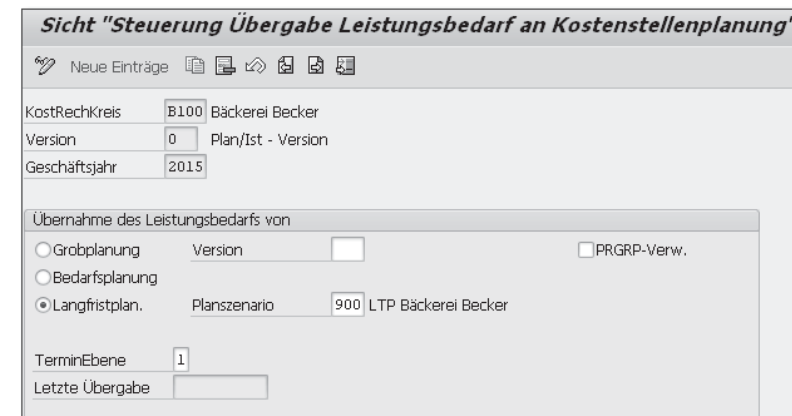 Sicht "Steuerung Übergabe Leistungsbedarf an Kostenstellenplanung"
Neue Einträge
KostRechKreis B100 Bäckerei Becker
Version 0 Plan/Ist - Version
Geschäftsjahr 2015
Übernahme des Leistungsbedarfs von
Grobplanung Version PRGRP-Verw.
Bedarfsplanung
Langfristplan. Planszenario 900 LTP Bäckerei Becker
TerminEbene 1
Letzte Übergabe